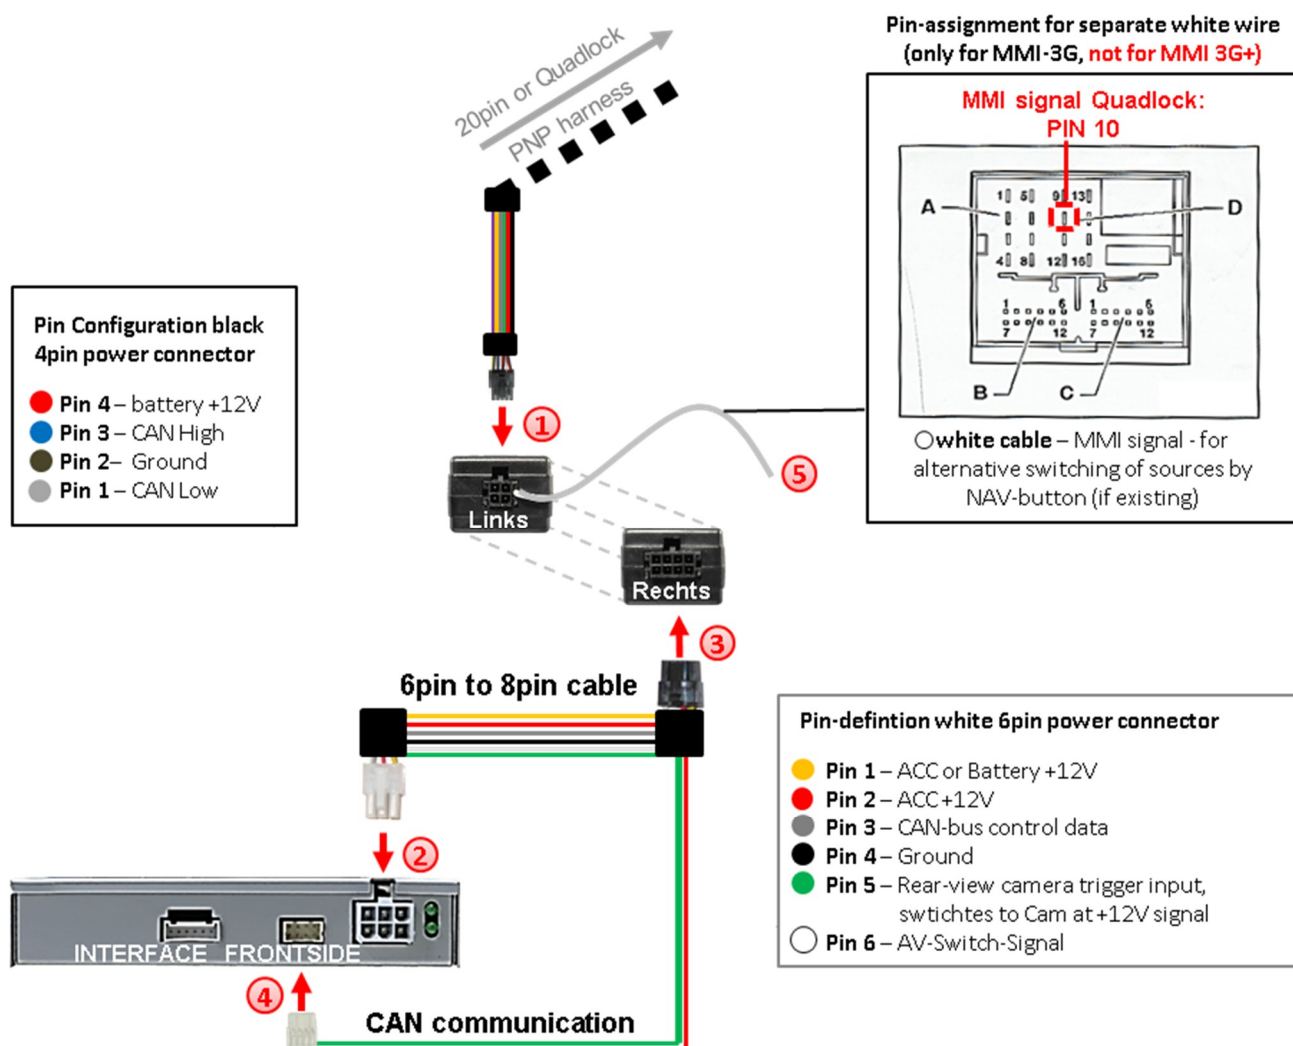 Pin-assignment for separate white wire
(only for MMI-3G, not for MMI 3G+)
MMI signal Quadlock:
PIN 10
1 5 9 13
A
D
4 8 12 16
1 6 1 6
7 12 7 12
B
C
white cable – MMI signal - for
alternative switching of sources by
NAV-button (if existing)
20pin or Quadlock
PNP harness
Pin Configuration black
4pin power connector
Pin 4 – battery +12V
Pin 3 – CAN High
Pin 2– Ground
Pin 1 – CAN Low
1
5
Links
Rechts
3
6pin to 8pin cable
2
INTERFACE FRONTSIDE
4
CAN communication
Pin-defintion white 6pin power connector
Pin 1 – ACC or Battery +12V
Pin 2 – ACC +12V
Pin 3 – CAN-bus control data
Pin 4 – Ground
Pin 5 – Rear-view camera trigger input,
swtichtes to Cam at +12V signal
Pin 6 – AV-Switch-Signal